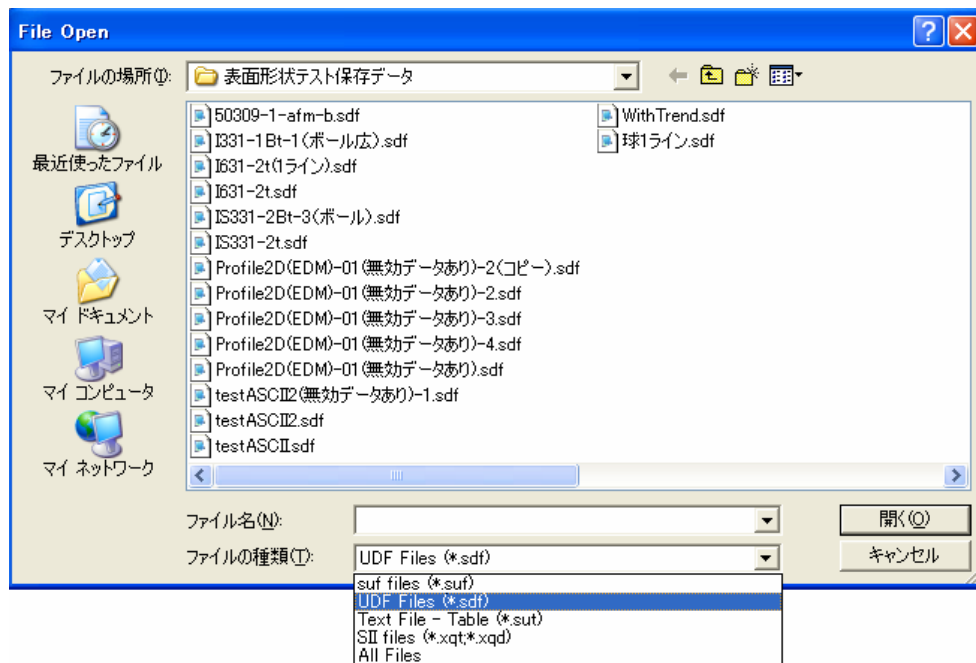 File Open
ファイルの場所(I):
表面形状テスト保存データ
最近使ったファイル
デスクトップ
マイ ドキュメント
マイ コンピュータ
マイ ネットワーク
50309-1-afm-b.sdf
I331-1Bt-1(ボール広).sdf
I631-2t(1ライン).sdf
I631-2t.sdf
IS331-2Bt-3(ボール).sdf
IS331-2t.sdf
Profile2D(EDM)-01(無効データあり)-2(コピー).sdf
Profile2D(EDM)-01(無効データあり)-2.sdf
Profile2D(EDM)-01(無効データあり)-3.sdf
Profile2D(EDM)-01(無効データあり)-4.sdf
Profile2D(EDM)-01(無効データあり).sdf
testASCII2(無効データあり)-1.sdf
testASCII2.sdf
testASCII.sdf
WithTrend.sdf
球1ライン.sdf
ファイル名(N):
開く(O)
ファイルの種類(T):
UDF Files (*.sdf)
キャンセル
suf files (*.suf)
UDF Files (*.sdf)
Text File - Table (*.sut)
SII files (*.xqt;*.xqd)
All Files